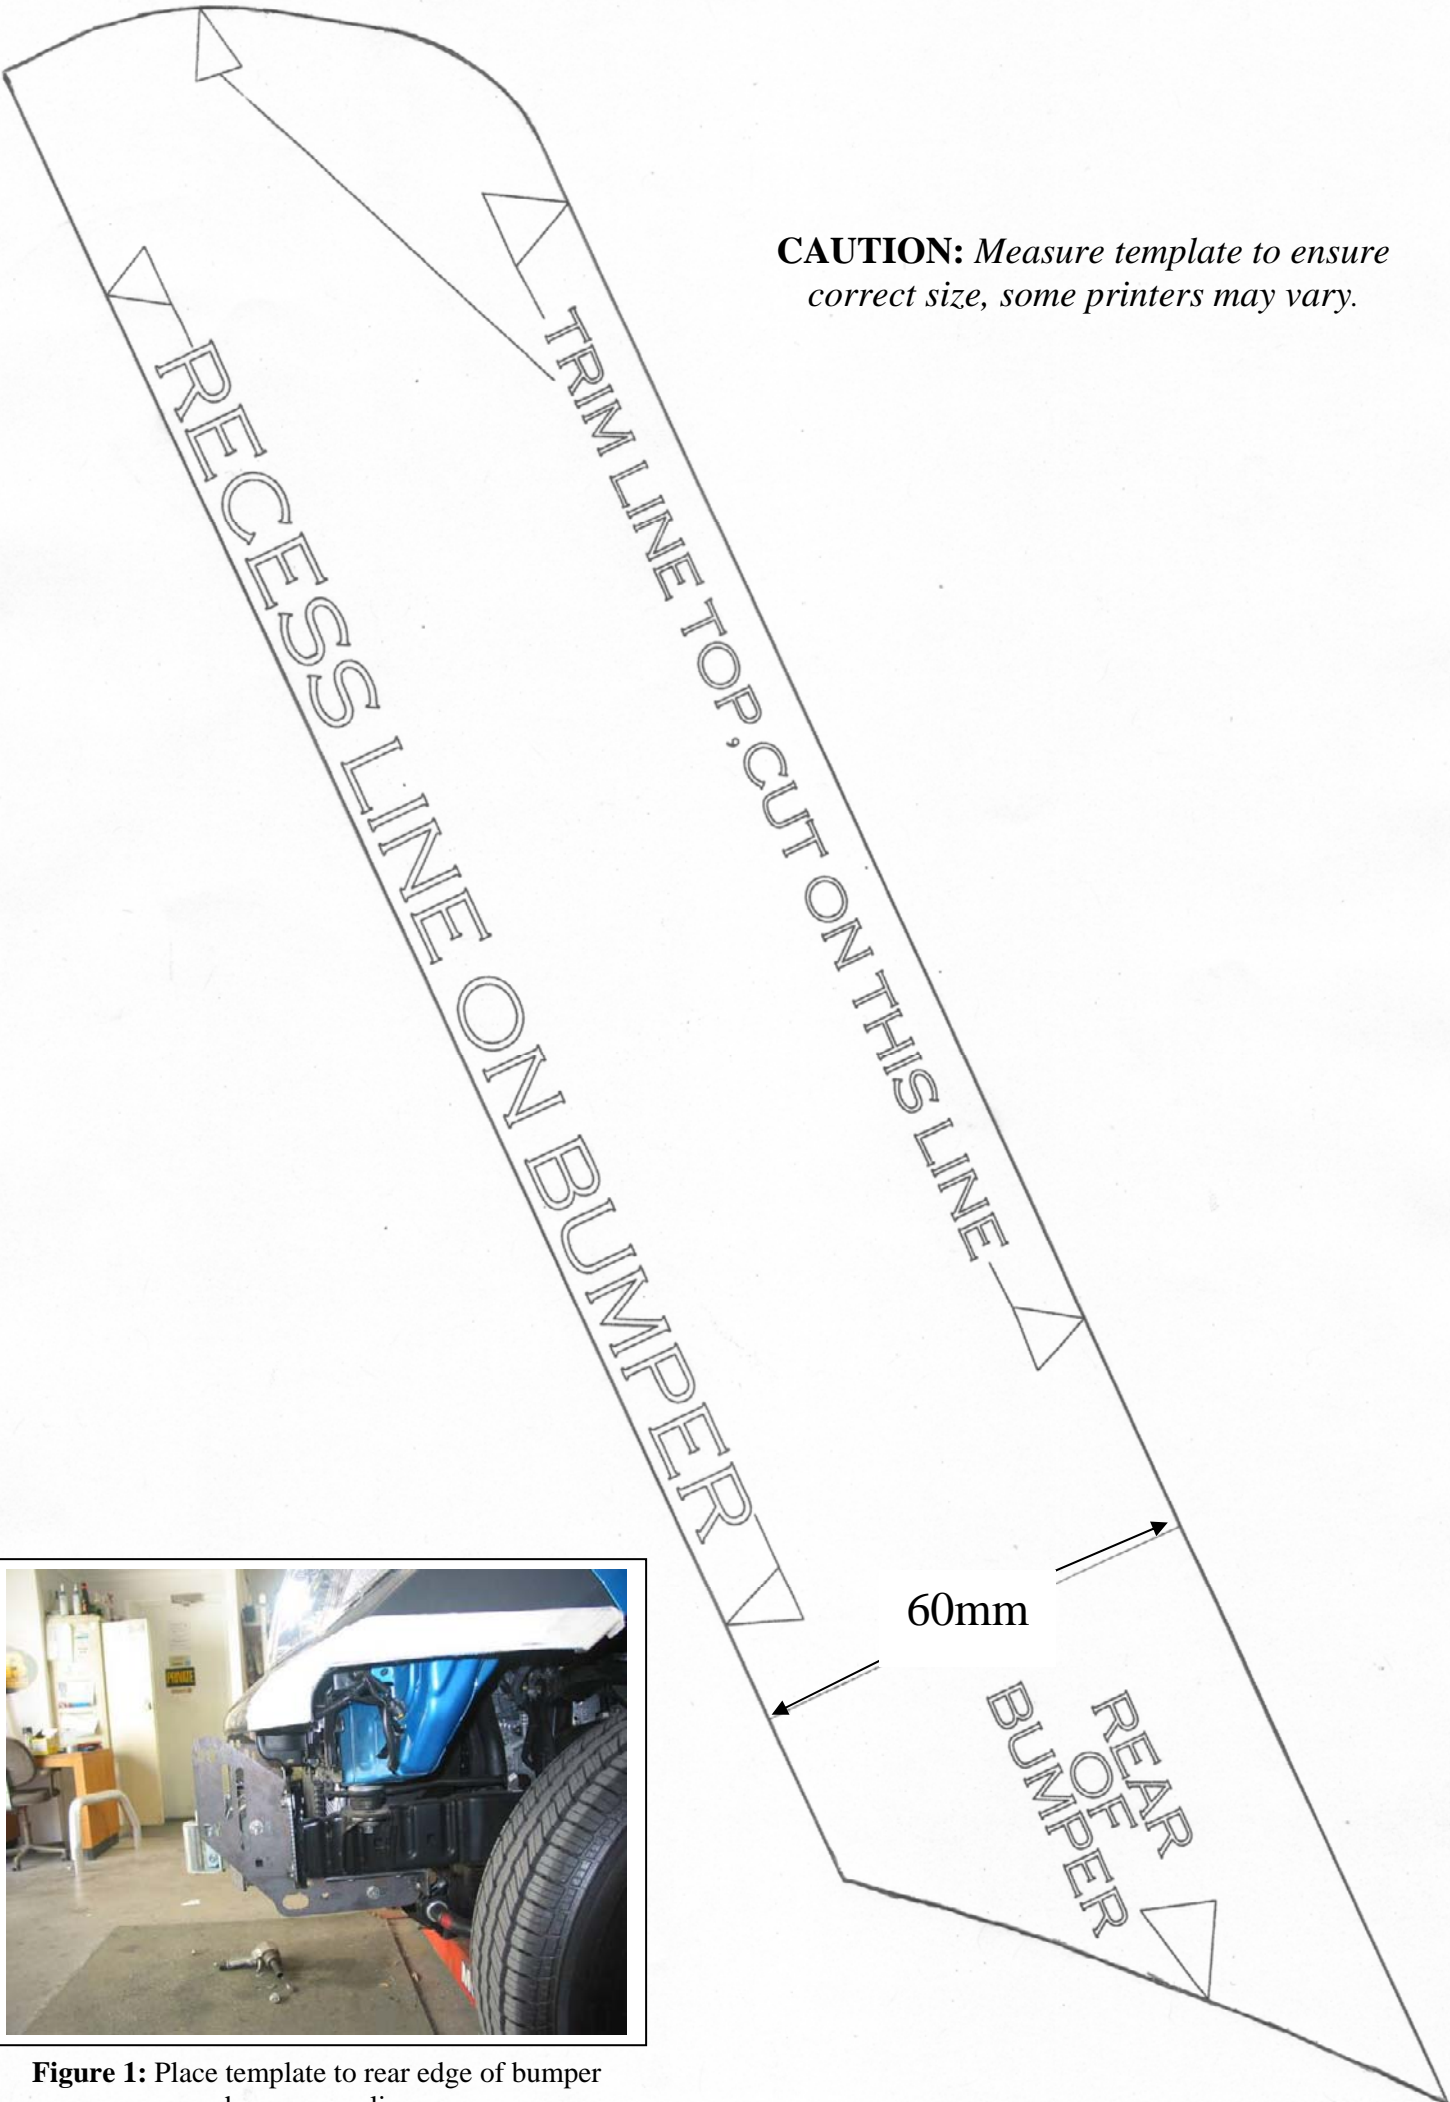 CAUTION: Measure template to ensure
correct size, some printers may vary.
TRIM LINE TOP, CUT ON THIS LINE
RECESS LINE ON BUMPER
60mm
REAR
OF
BUMPER
PRIVATE
Figure 1: Place template to rear edge of bumper